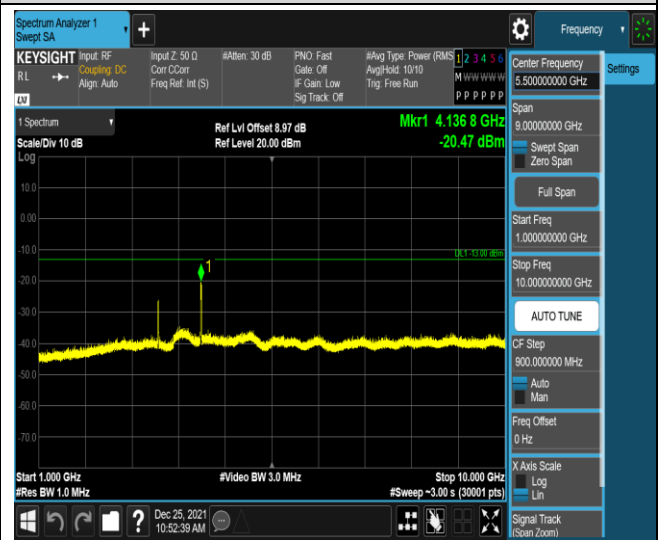 Spectrum Analyzer 1
Swept SA
+
Frequency
KEYSIGHT
RL
LXI
Input: RF
Coupling: DC
Align: Auto
Input Z: 50 Ω
Corr CCorr
Freq Ref: Int (S)
#Atten: 30 dB
PNO: Fast
Gate: Off
IF Gain: Low
Sig Track: Off
#Avg Type: Power (RMS
Avg|Hold: 10/10
Trig: Free Run
1 2 3 4 5 6
M W W W W W
P P P P P P
1 Spectrum
Scale/Div 10 dB
Log
Ref Lvl Offset 8.97 dB
Ref Level 20.00 dBm
Mkr1 4.136 8 GHz
-20.47 dBm
10.0
0.00
-10.0
-20.0
-30.0
-40.0
-50.0
-60.0
-70.0
DL1 -13.00 dBm
1
Start 1.000 GHz
#Res BW 1.0 MHz
#Video BW 3.0 MHz
Stop 10.000 GHz
#Sweep ~3.00 s (30001 pts)
Center Frequency
5.500000000 GHz
Span
9.00000000 GHz
Swept Span
Zero Span
Full Span
Start Freq
1.000000000 GHz
Stop Freq
10.000000000 GHz
AUTO TUNE
CF Step
900.000000 MHz
Auto
Man
Freq Offset
0 Hz
X Axis Scale
Log
Lin
Signal Track
(Span Zoom)
Settings
?
Dec 25, 2021
10:52:39 AM